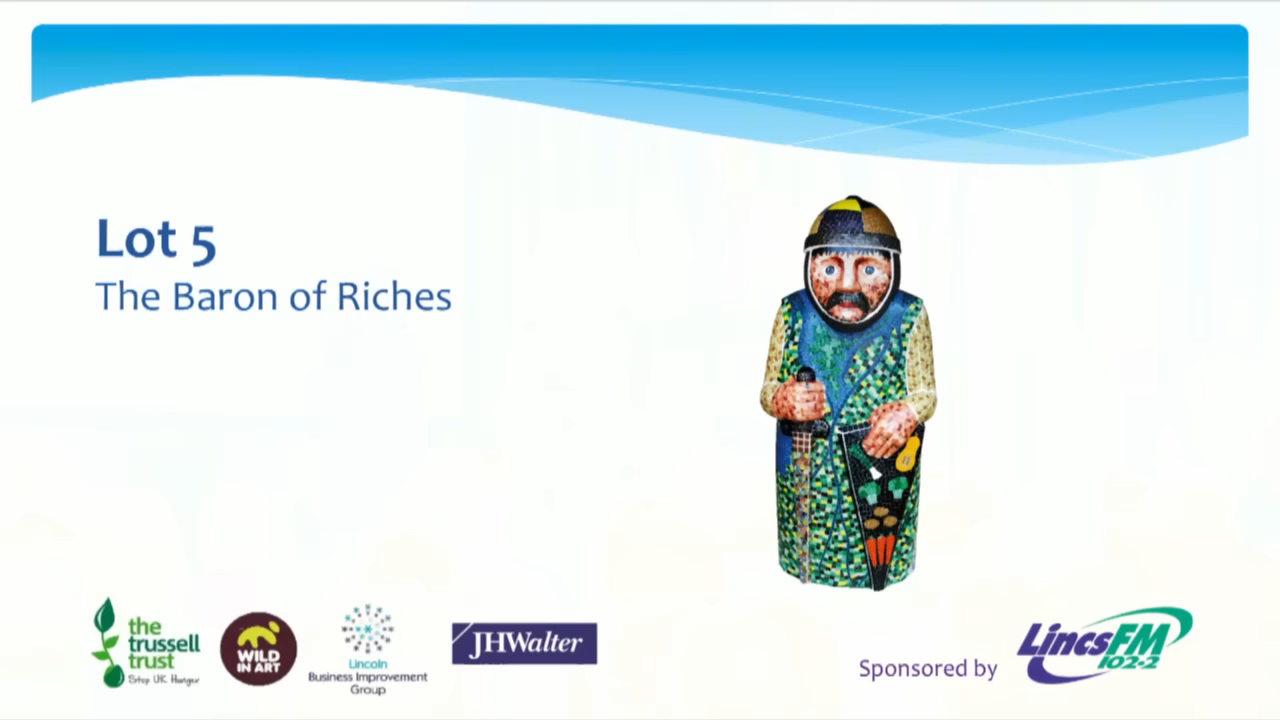 Lot 5
The Baron of Riches
the
trussell
trust
Stop UK Hunger
WILD
IN ART
Lincoln
Business Improvement
Group
JHWalter
Sponsored by
LincsFM
102·2